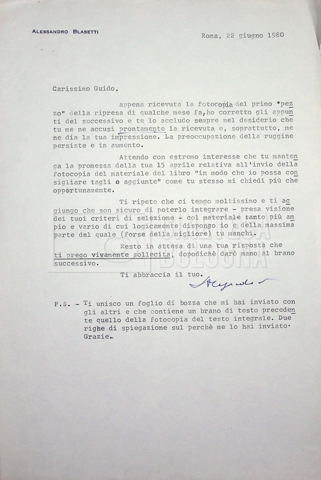 ALESSANDRO BLASETTI
Roma, 22 giugno 1980
Carissimo Guido,
appena ricevuta la fotocopia del primo "pez
zo" della ripresa di qualche mese fa, ho corretto gli appun
ti del successivo e te lo accludo sempre nel desiderio che
tu me ne accusi prontamente la ricevuta e, soprattutto, me
ne dia la tua impressione. La preoccupazione della ruggine
persiste e in aumento.
Attendo con estremo interesse che tu manten
ga la promessa della tua 15 aprile relativa all'invio della
fotocopia del materiale del libro "in modo che io possa con
sigliare tagli o aggiunte" come tu stesso mi chiedi più che
opportunamente.
Ti ripeto che ci tengo moltissimo e ti ag
giungo che son sicuro di poterlo integrare - presa visione
dei tuoi criteri di selezione - col materiale tanto più am
pio e vario di cui logicamente dispongo io e della massima
parte del quale (forse della migliore) tu manchi.
Resto in attesa di una tua risposta che
ti prego vivamente sollecita, dopodichè darò mano al brano
successivo.
Ti abbraccia il tuo.
Alessandro
P.S. - Ti unisco un foglio di bozza che mi hai inviato con
gli altri e che contiene un brano di testo preceden
te quello della fotocopia del testo integrale. Due
righe di spiegazione sul perchè me lo hai inviato.
Grazie.
BOLOGNA